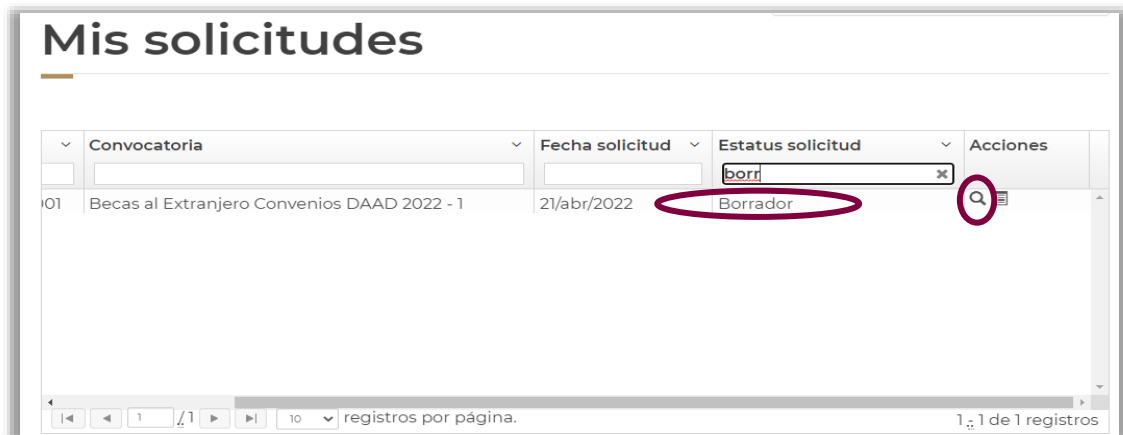 Mis solicitudes
Convocatoria Fecha solicitud Estatus solicitud Acciones
borr
001 Becas al Extranjero Convenios DAAD 2022 - 1 21/abr/2022 Borrador
1 / 1 10 registros por página. 1 - 1 de 1 registros